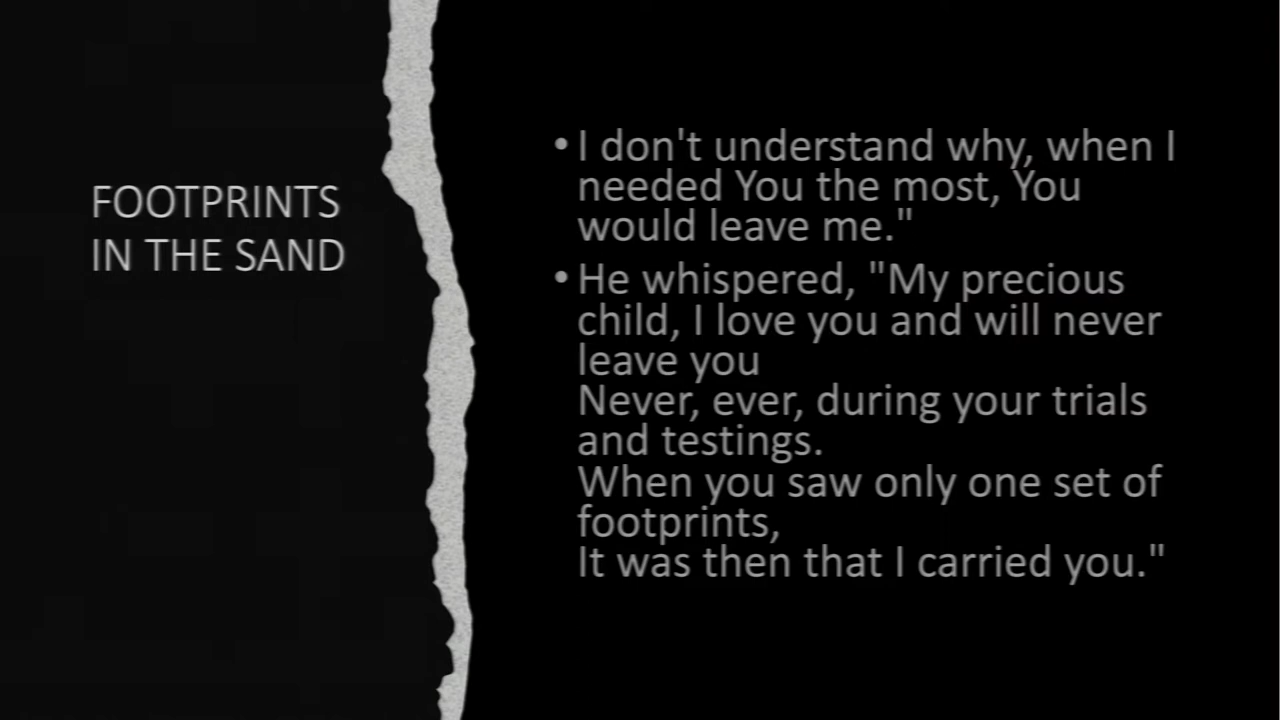 FOOTPRINTS
IN THE SAND
• I don't understand why, when I
needed You the most, You
would leave me."
• He whispered, "My precious
child, I love you and will never
leave you
Never, ever, during your trials
and testings.
When you saw only one set of
footprints,
It was then that I carried you."